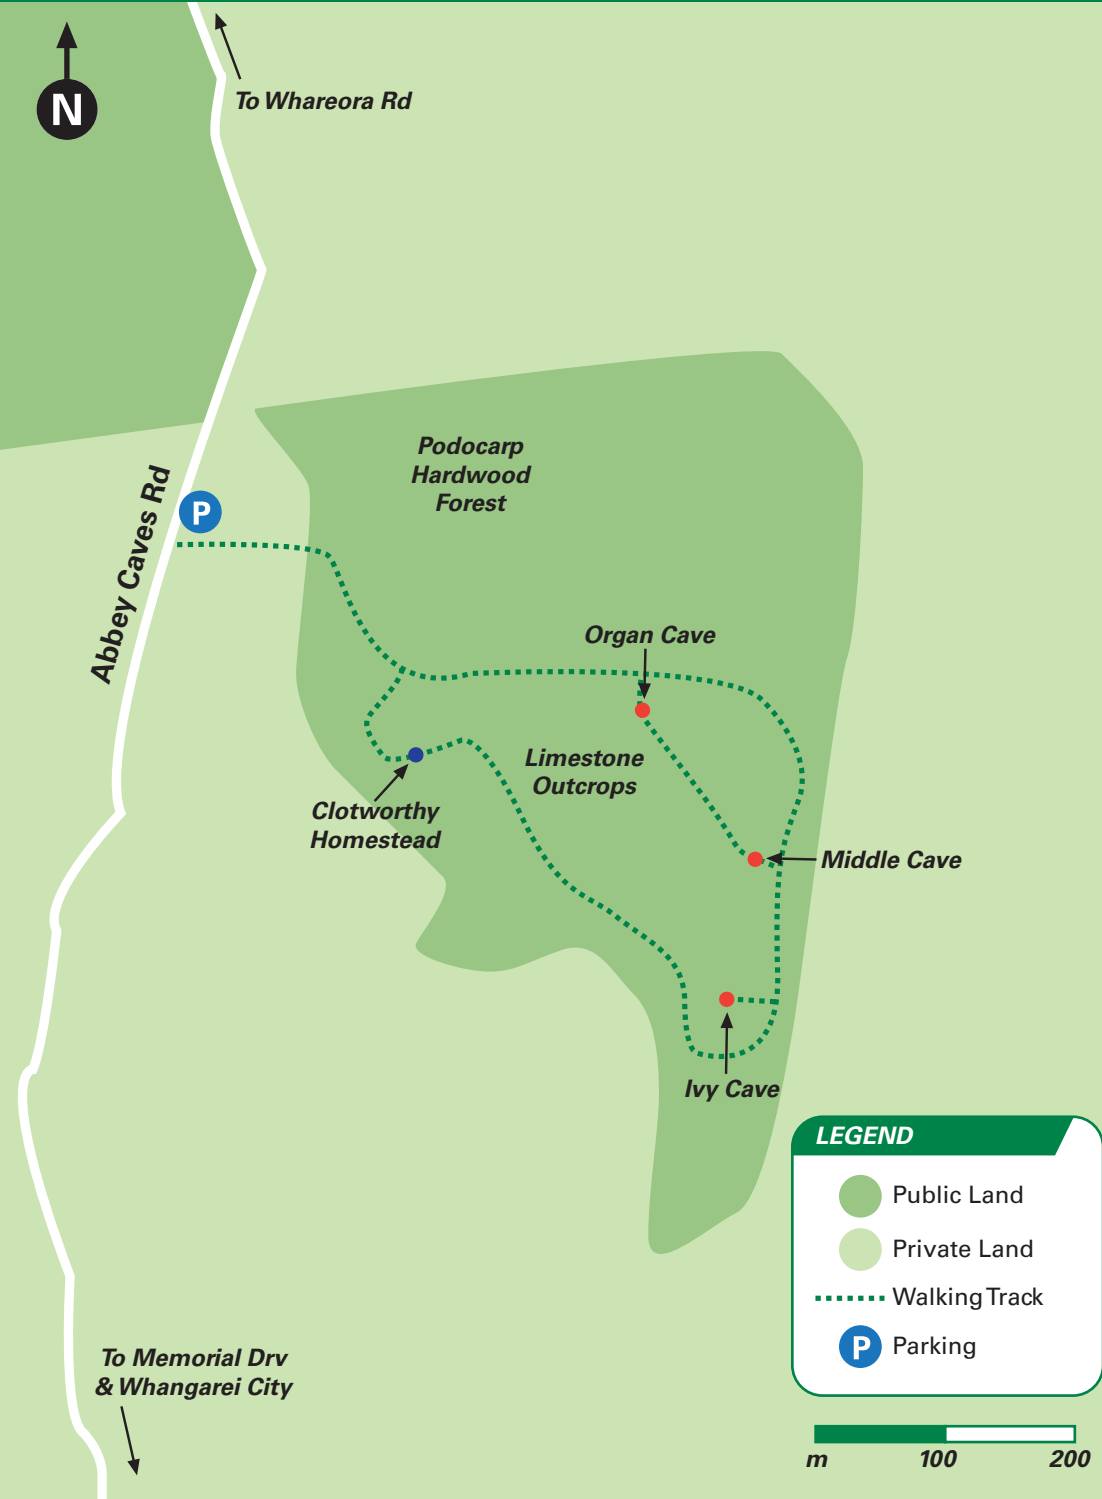 N
To Whareora Rd
Podocarp
Hardwood
Forest
Abbey Caves Rd
P
Organ Cave
Limestone
Outcrops
Clotworthy
Homestead
Middle Cave
Ivy Cave
LEGEND
Public Land
Private Land
Walking Track
P Parking
To Memorial Drv
& Whangarei City
m 100 200